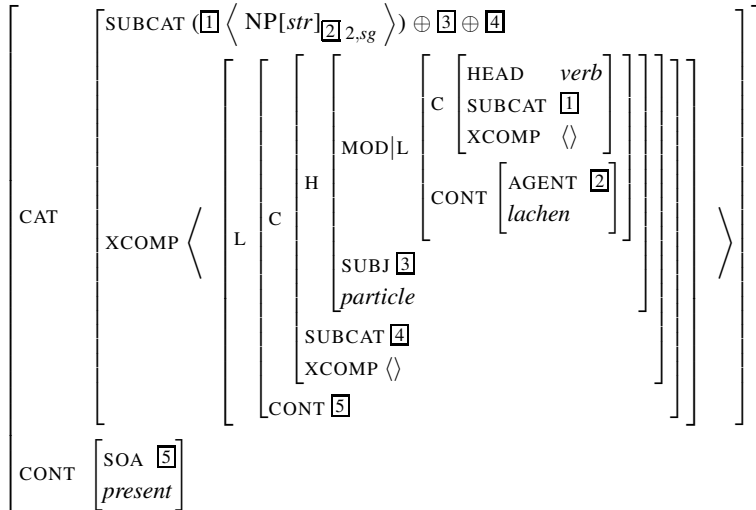 SUBCAT (1 ⟨ NP[str]2 2,sg ⟩) ⊕ 3 ⊕ 4
HEAD verb
C SUBCAT 1
XCOMP ⟨⟩
MOD|L
H
CONT AGENT 2
lachen
CAT
C
XCOMP ⟨ L ⟩
SUBJ 3
particle
SUBCAT 4
XCOMP ⟨⟩
CONT 5
CONT SOA 5
present